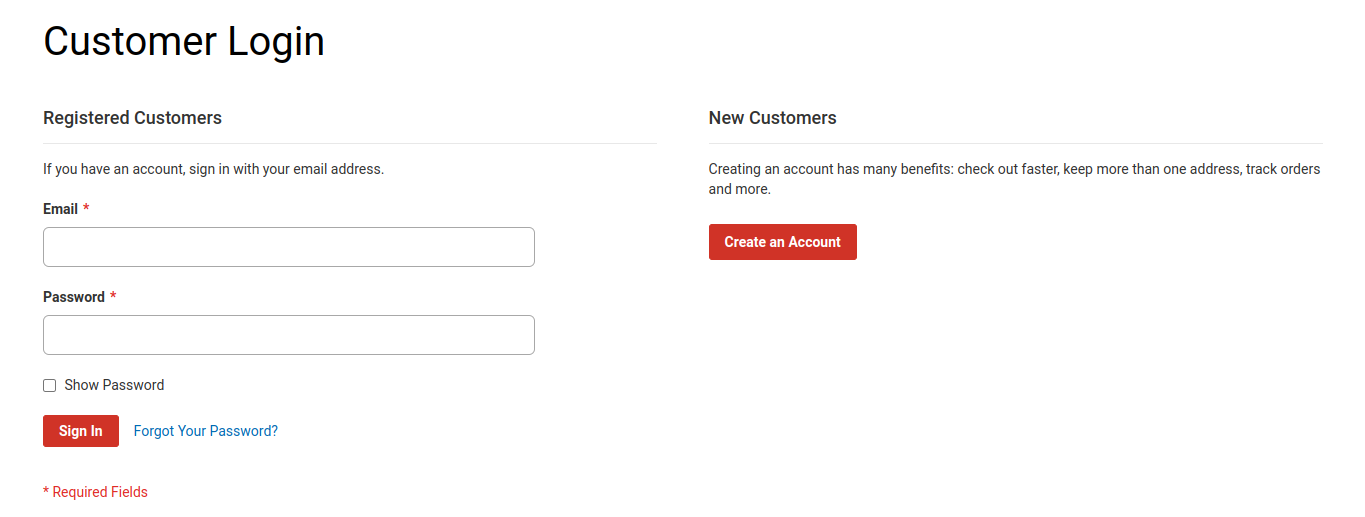 Customer Login
Registered Customers
If you have an account, sign in with your email address.
Email *
Password *
Show Password
Sign In
Forgot Your Password?
* Required Fields
New Customers
Creating an account has many benefits: check out faster, keep more than one address, track orders
and more.
Create an Account